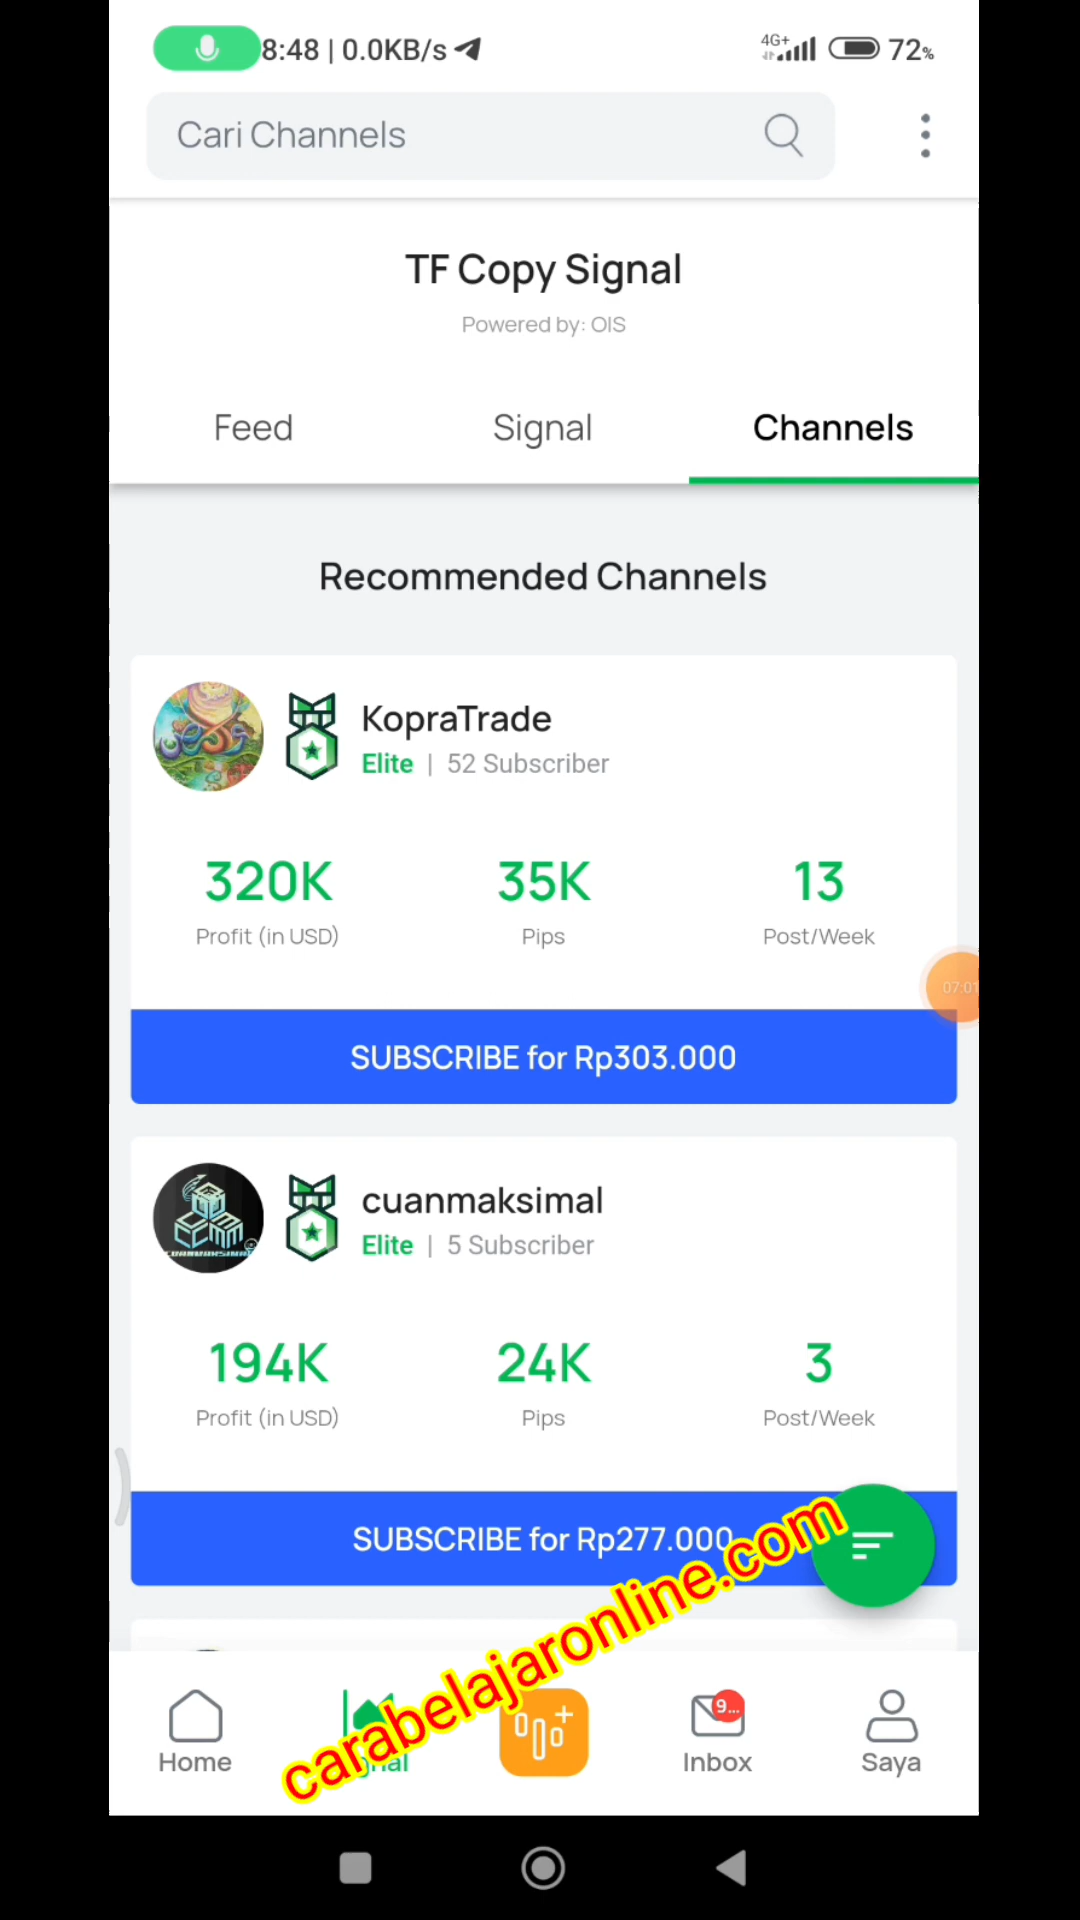 8:48 | 0.0KB/s 4G+ 72%
Cari Channels
TF Copy Signal
Powered by: OIS
Feed Signal Channels
Recommended Channels
KopraTrade
Elite | 52 Subscriber
320K 35K 13
Profit (in USD) Pips Post/Week
07:01
SUBSCRIBE for Rp303.000
cuanmaksimal
Elite | 5 Subscriber
194K 24K 3
Profit (in USD) Pips Post/Week
SUBSCRIBE for Rp277.000
carabelajaronline.com
9...
Home Inbox Saya